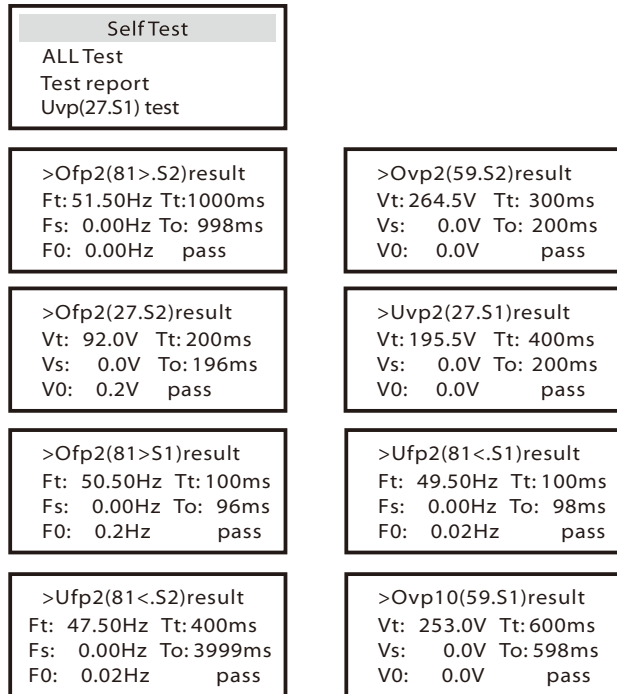 Self Test
ALL Test
Test report
Uvp(27.S1) test
>Ofp2(81>.S2)result
Ft: 51.50Hz Tt:1000ms
Fs: 0.00Hz To: 998ms
F0: 0.00Hz pass
>Ovp2(59.S2)result
Vt: 264.5V Tt: 300ms
Vs: 0.0V To: 200ms
V0: 0.0V pass
>Ofp2(27.S2)result
Vt: 92.0V Tt: 200ms
Vs: 0.0V To: 196ms
V0: 0.2V pass
>Uvp2(27.S1)result
Vt: 195.5V Tt: 400ms
Vs: 0.0V To: 200ms
V0: 0.0V pass
>Ofp2(81>S1)result
Ft: 50.50Hz Tt: 100ms
Fs: 0.00Hz To: 96ms
F0: 0.2Hz pass
>Ufp2(81<.S1)result
Ft: 49.50Hz Tt: 100ms
Fs: 0.00Hz To: 98ms
F0: 0.02Hz pass
>Ufp2(81<.S2)result
Ft: 47.50Hz Tt: 400ms
Fs: 0.00Hz To: 3999ms
F0: 0.02Hz pass
>Ovp10(59.S1)result
Vt: 253.0V Tt: 600ms
Vs: 0.0V To: 598ms
V0: 0.0V pass